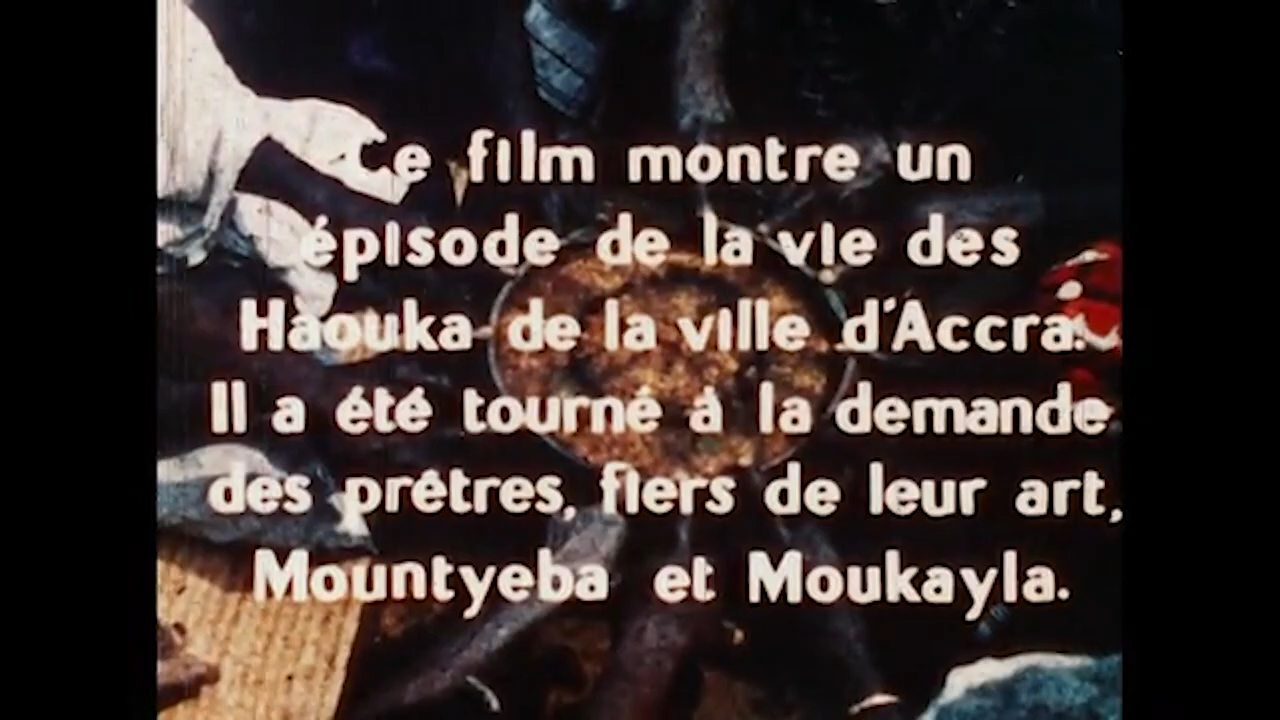 Ce film montre un
épisode de la vie des
Haouka de la ville d'Accra.
Il a été tourné à la demande
des prêtres, fiers de leur art,
Mountyeba et Moukayla.